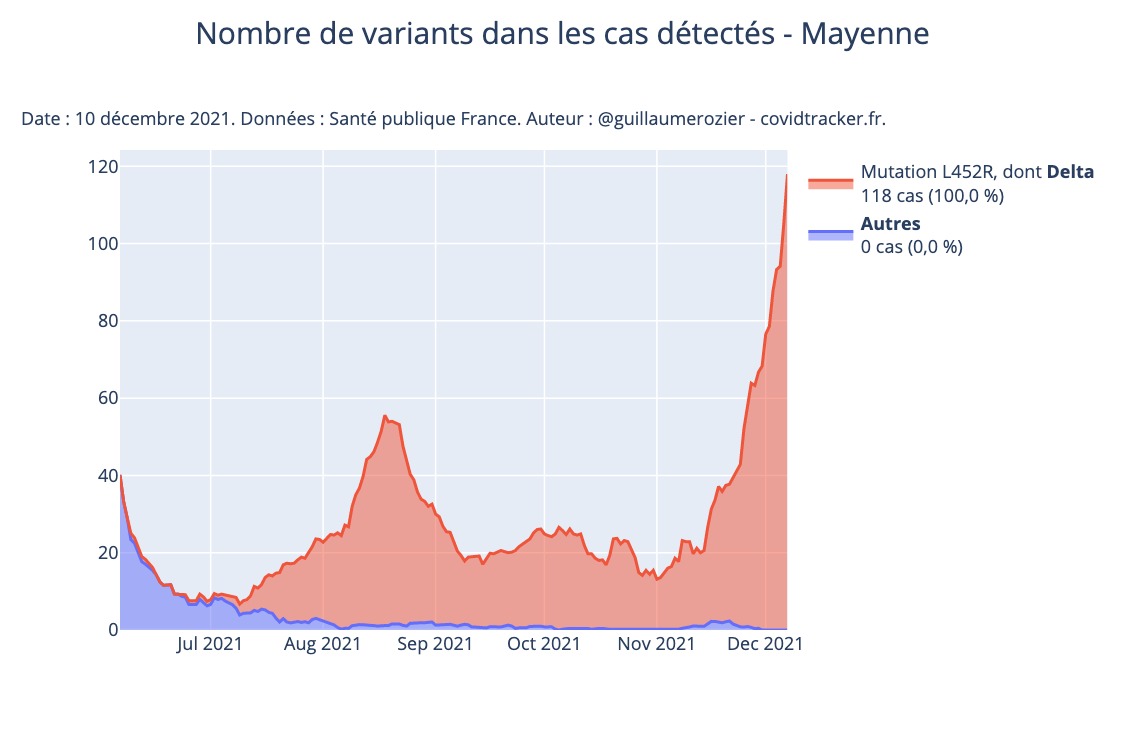 Nombre de variants dans les cas détectés - Mayenne
Date : 10 décembre 2021. Données : Santé publique France. Auteur : @guillaumerozier - covidtracker.fr.
120
100
80
60
40
20
0
Jul 2021 Aug 2021 Sep 2021 Oct 2021 Nov 2021 Dec 2021
Mutation L452R, dont Delta
118 cas (100,0 %)
Autres
0 cas (0,0 %)